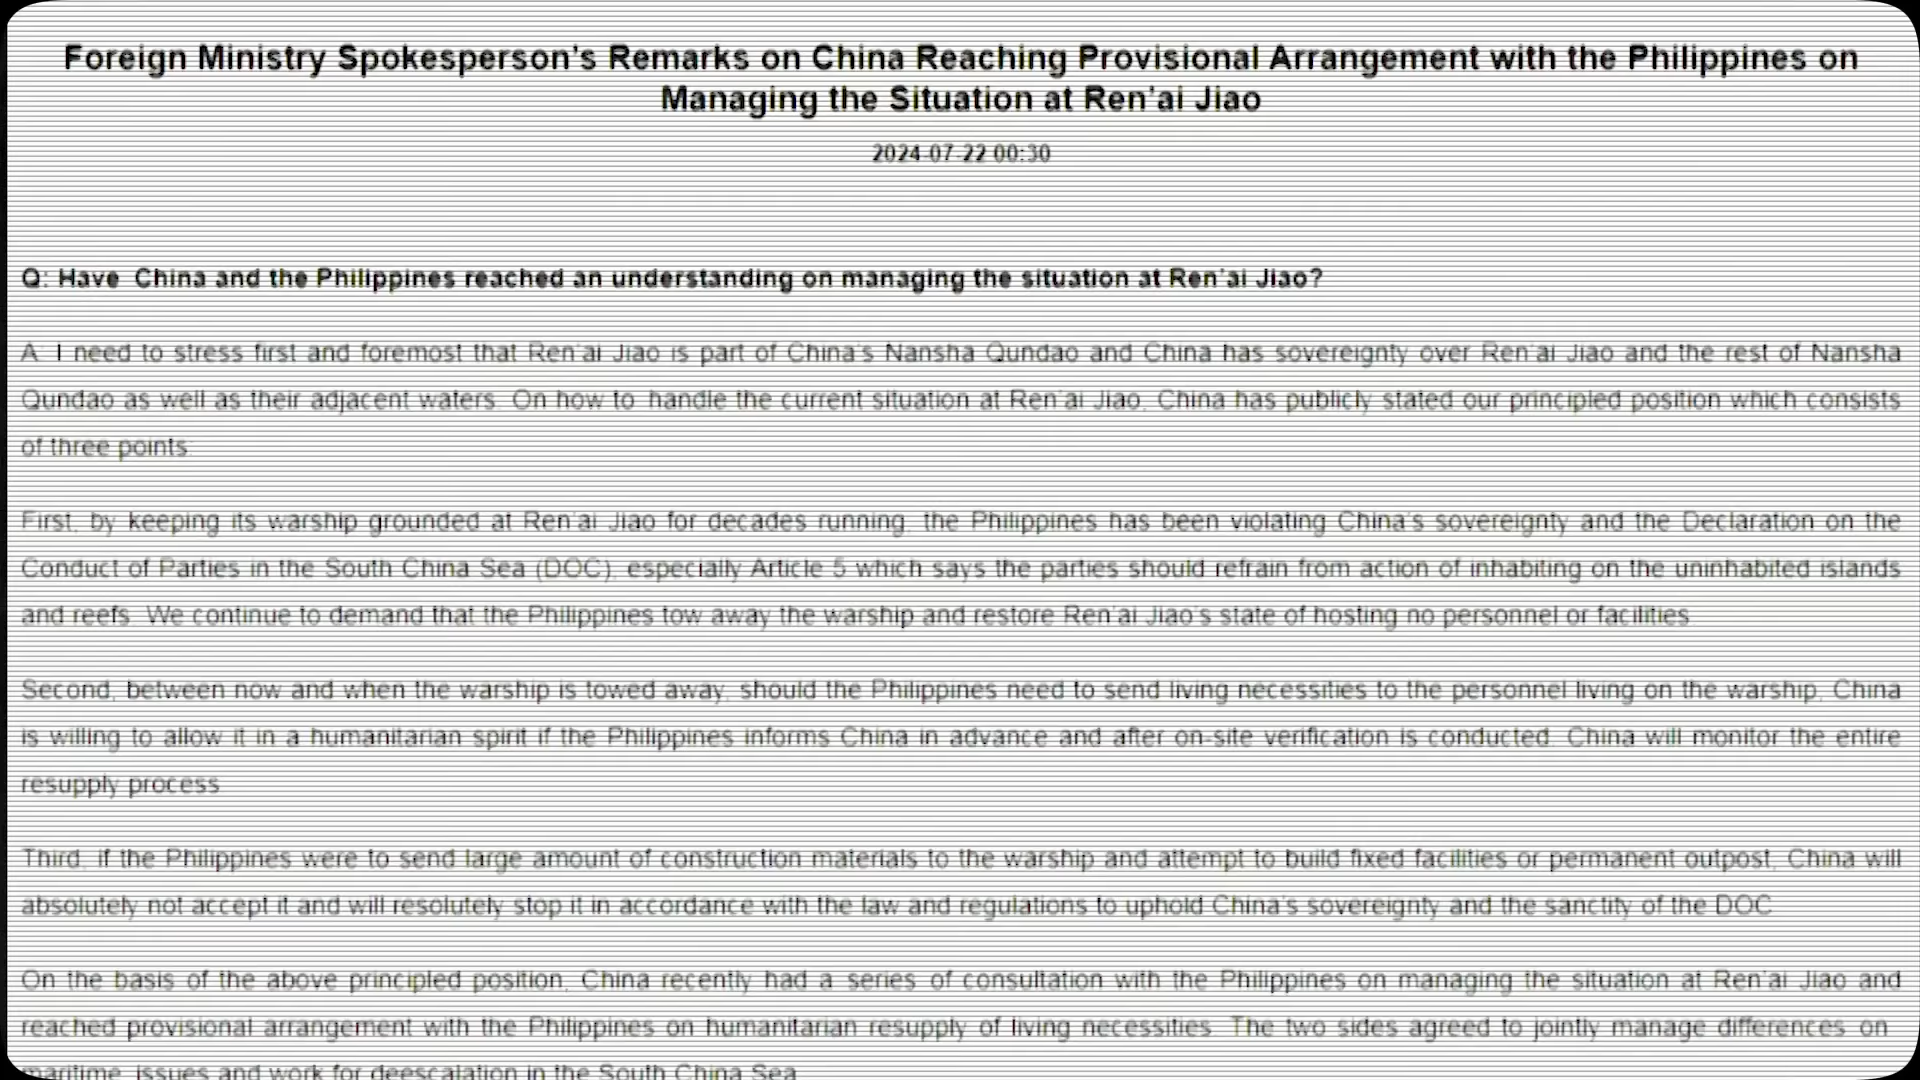 Foreign Ministry Spokesperson's Remarks on China Reaching Provisional Arrangement with the Philippines on
Managing the Situation at Ren'ai Jiao
2024-07-22 00:30
Q: Have China and the Philippines reached an understanding on managing the situation at Ren'ai Jiao?
A: I need to stress first and foremost that Ren'ai Jiao is part of China's Nansha Qundao and China has sovereignty over Ren'ai Jiao and the rest of Nansha
Qundao as well as their adjacent waters. On how to handle the current situation at Ren'ai Jiao, China has publicly stated our principled position which consists
of three points:
First, by keeping its warship grounded at Ren'ai Jiao for decades running, the Philippines has been violating China's sovereignty and the Declaration on the
Conduct of Parties in the South China Sea (DOC), especially Article 5 which says the parties should refrain from action of inhabiting on the uninhabited islands
and reefs. We continue to demand that the Philippines tow away the warship and restore Ren'ai Jiao's state of hosting no personnel or facilities.
Second, between now and when the warship is towed away, should the Philippines need to send living necessities to the personnel living on the warship, China
is willing to allow it in a humanitarian spirit if the Philippines informs China in advance and after on-site verification is conducted. China will monitor the entire
resupply process.
Third, if the Philippines were to send large amount of construction materials to the warship and attempt to build fixed facilities or permanent outpost, China will
absolutely not accept it and will resolutely stop it in accordance with the law and regulations to uphold China's sovereignty and the sanctity of the DOC.
On the basis of the above principled position, China recently had a series of consultation with the Philippines on managing the situation at Ren'ai Jiao and
reached provisional arrangement with the Philippines on humanitarian resupply of living necessities. The two sides agreed to jointly manage differences on
maritime issues and work for deescalation in the South China Sea.